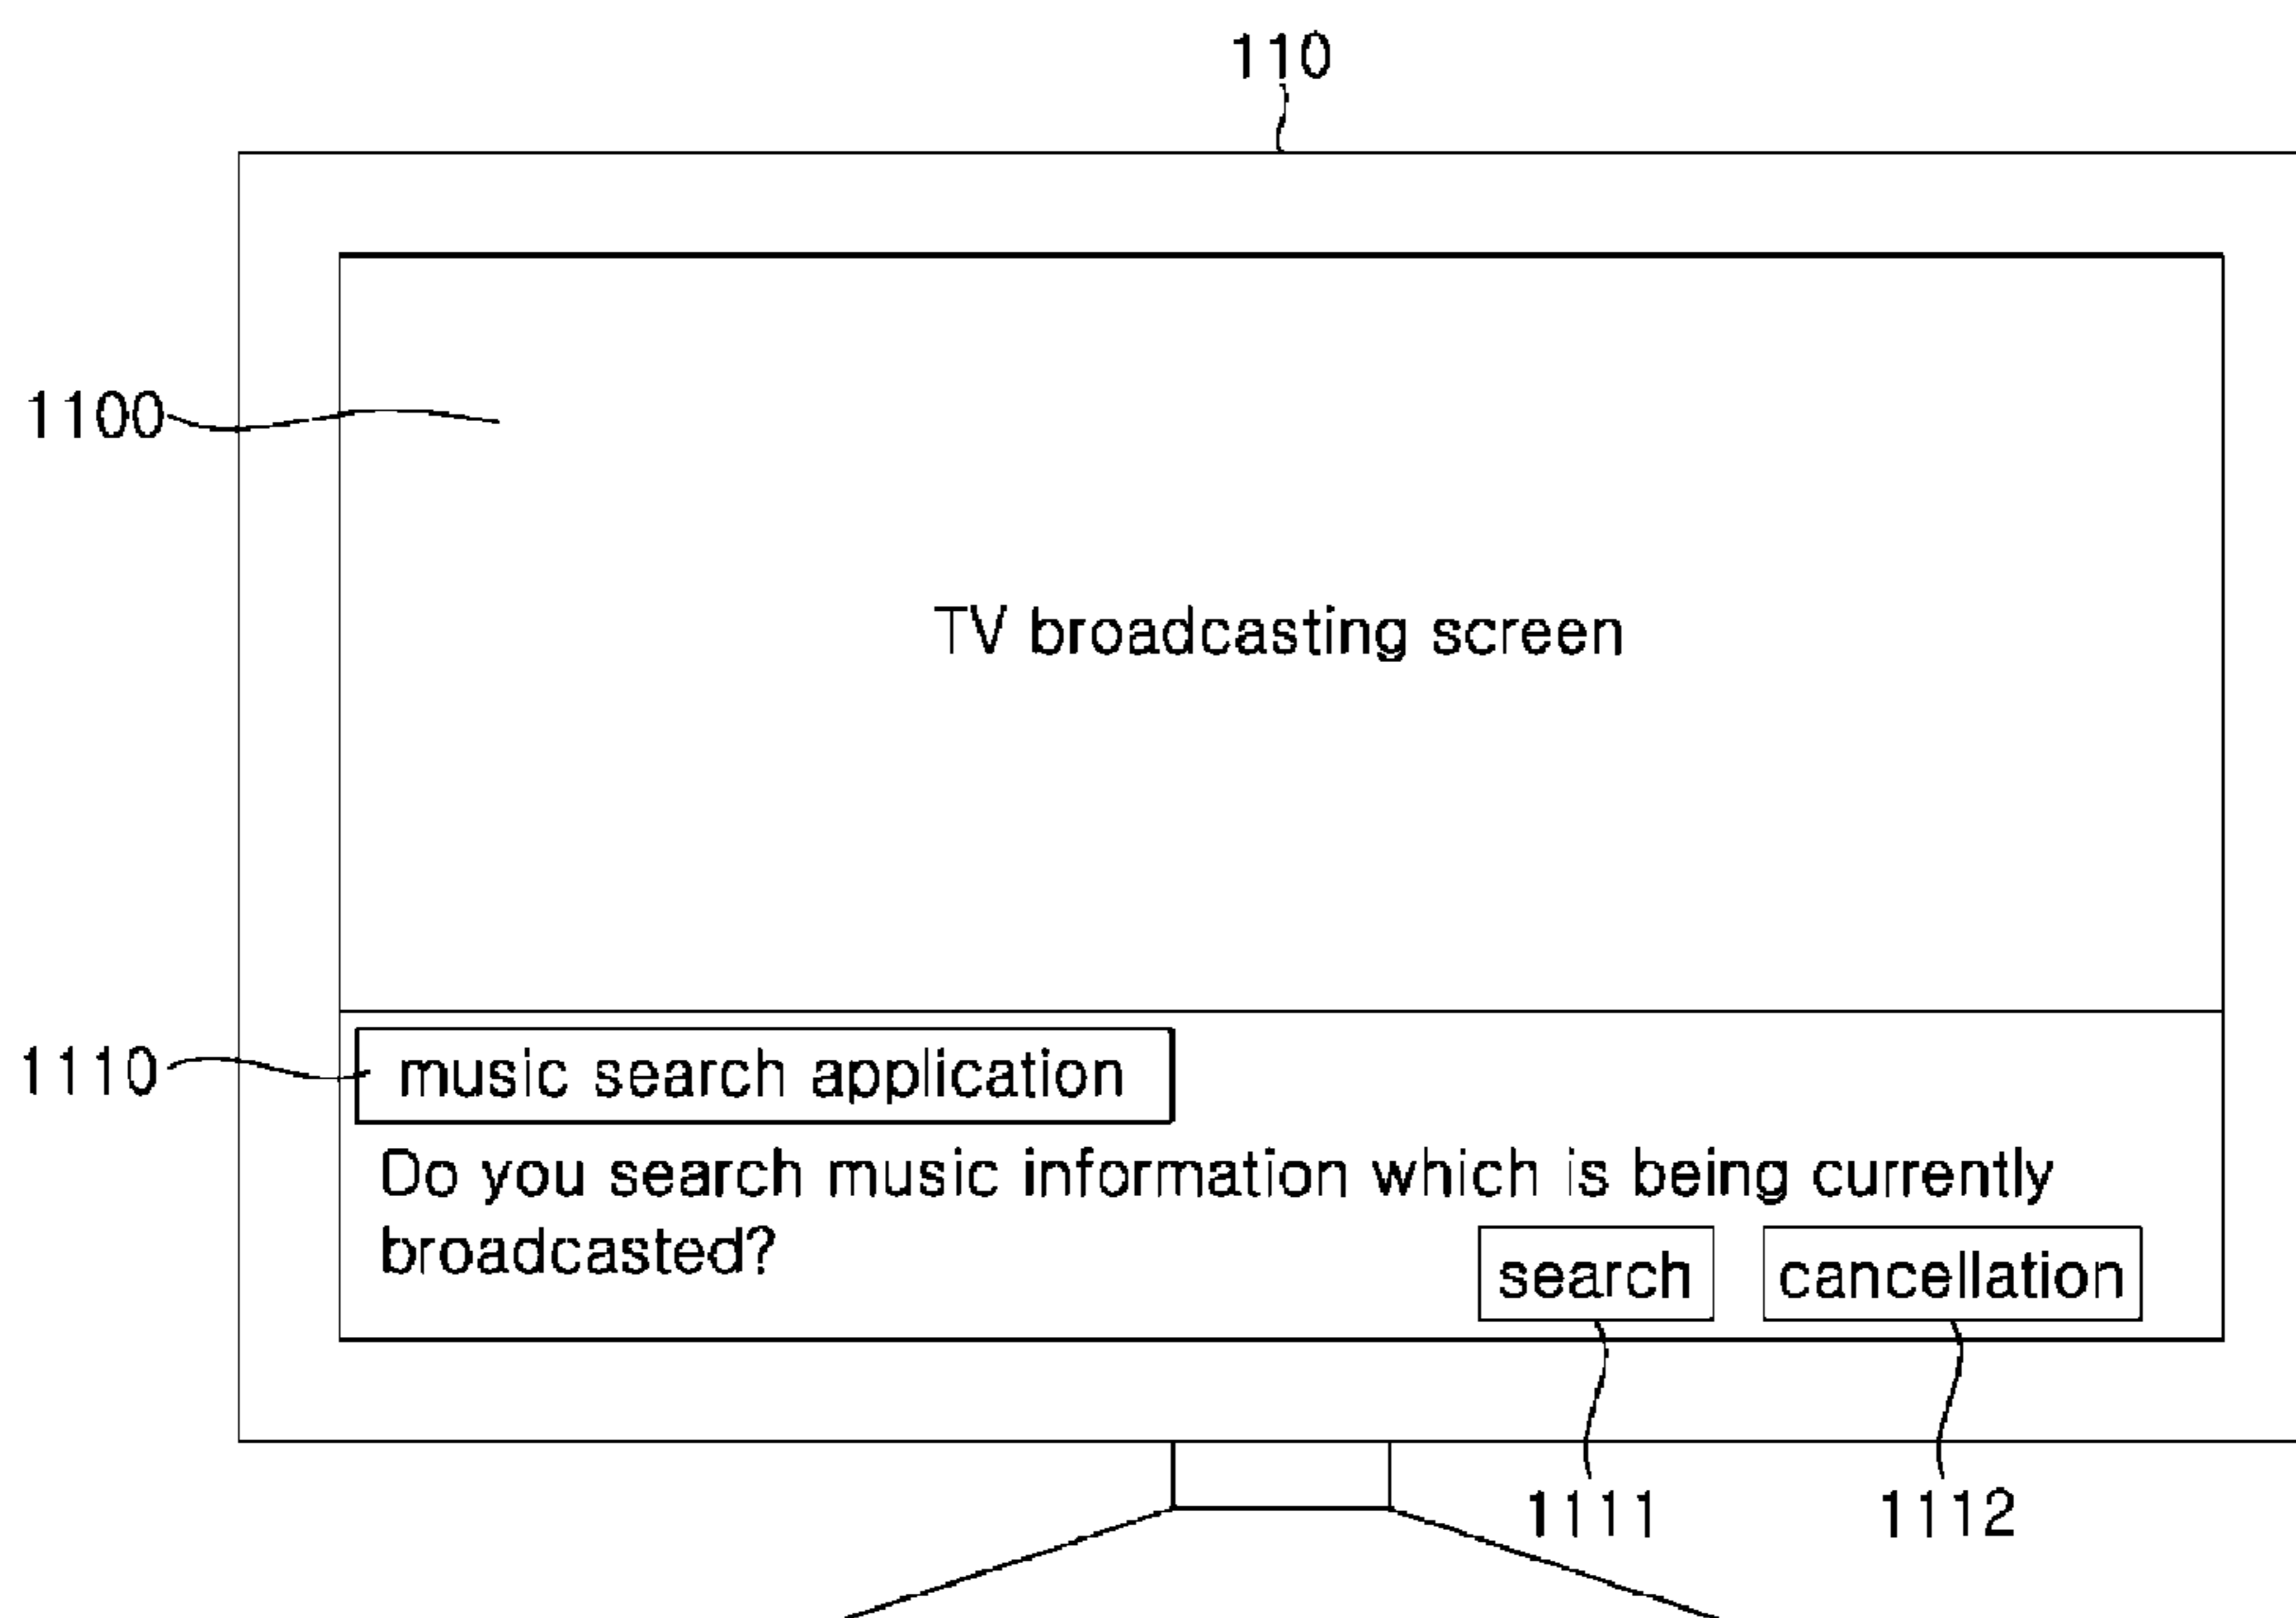 110
1100
TV broadcasting screen
1110
music search application
Do you search music information which is being currently
broadcasted?
search
cancellation
1111
1112